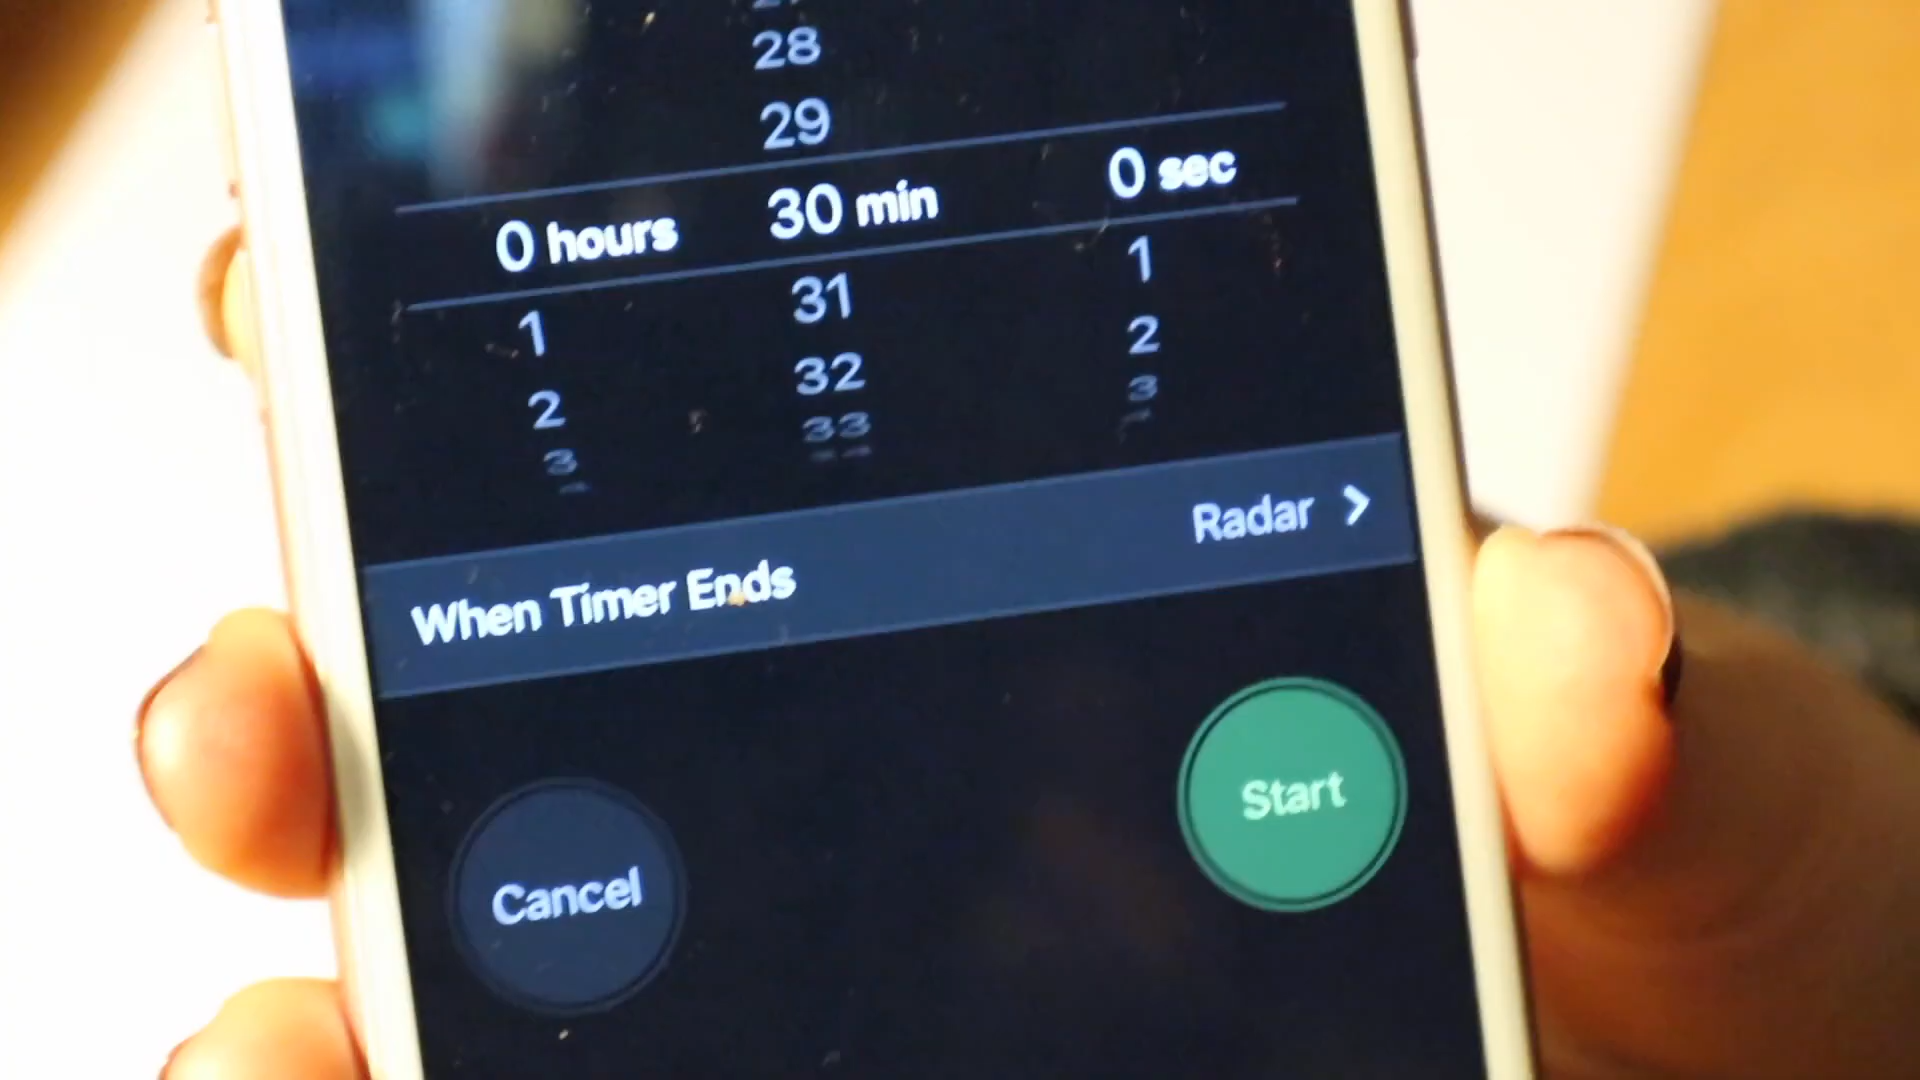 28
29
0 hours 30 min 0 sec
1 31 1
2 32 2
3 33 3
When Timer Ends Radar >
Cancel Start